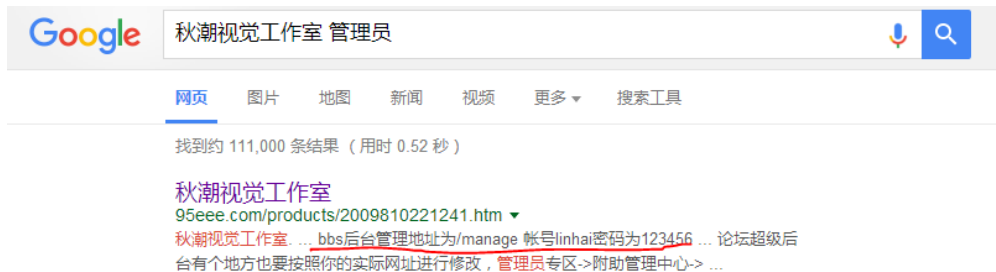 Google 秋潮视觉工作室 管理员
网页 图片 地图 新闻 视频 更多 搜索工具
找到约 111,000 条结果 （用时 0.52 秒）
秋潮视觉工作室
95eee.com/products/2009810221241.htm
秋潮视觉工作室. ... bbs后台管理地址为/manage 帐号linhai密码为123456 ... 论坛超级后
台有个地方也要按照你的实际网址进行修改，管理员专区->附助管理中心-> ...